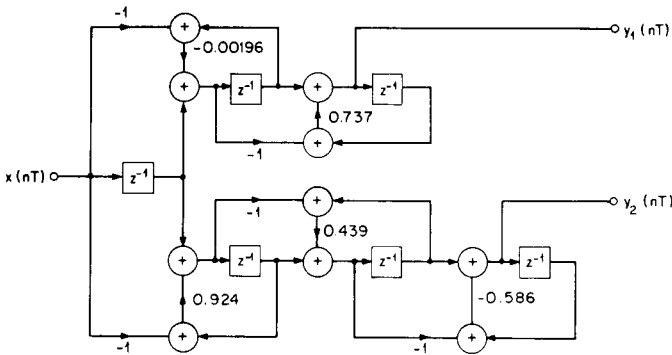 -1
+
-0.00196
y₁(nT)
+
z⁻¹
+
z⁻¹
0.737
-1
+
x(nT)
z⁻¹
+
-1
0.439
y₂(nT)
+
z⁻¹
+
z⁻¹
+
z⁻¹
0.924
-0.586
+
-1
-1
+